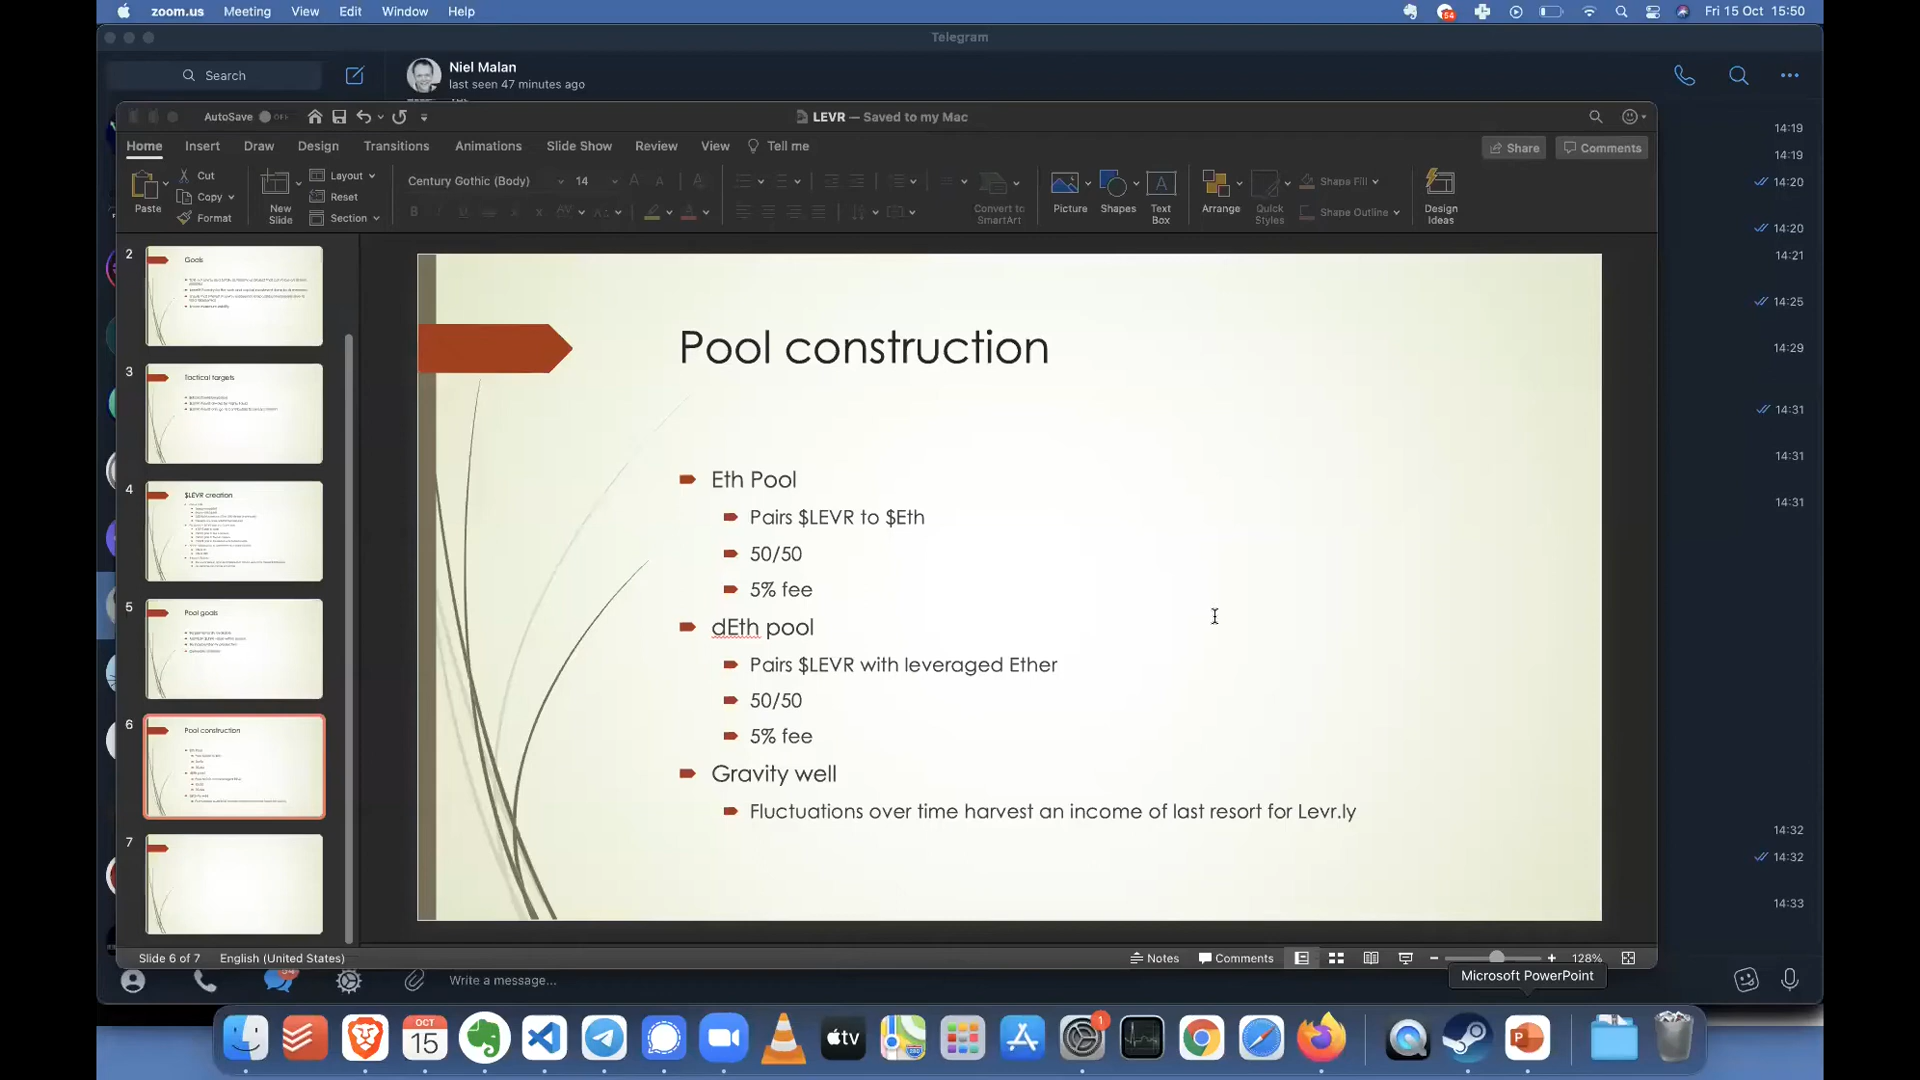 zoom.us Meeting View Edit Window Help
54
Fri 15 Oct 15:50
Telegram
Search
Niel Malan
last seen 47 minutes ago
AutoSave OFF
LEVR — Saved to my Mac
Home Insert Draw Design Transitions Animations Slide Show Review View Tell me
Share Comments
Paste
Cut
Copy
Format
New
Slide
Layout
Reset
Section
Century Gothic (Body) 14
Convert to
SmartArt
Picture
Shapes
Text
Box
Arrange
Quick
Styles
Shape Fill
Shape Outline
Design
Ideas
2
Goals
3
Tactical targets
4
$LEVR creation
5
Pool goals
6
Pool construction
7
Pool construction
Eth Pool
Pairs $LEVR to $Eth
50/50
5% fee
dEth pool
Pairs $LEVR with leveraged Ether
50/50
5% fee
Gravity well
Fluctuations over time harvest an income of last resort for Levr.ly
14:19
14:19
14:20
14:20
14:21
14:25
14:29
14:31
14:31
14:31
14:32
14:32
14:33
Slide 6 of 7 English (United States)
Notes Comments 128%
Microsoft PowerPoint
Write a message...
OCT
15
tv
1
P